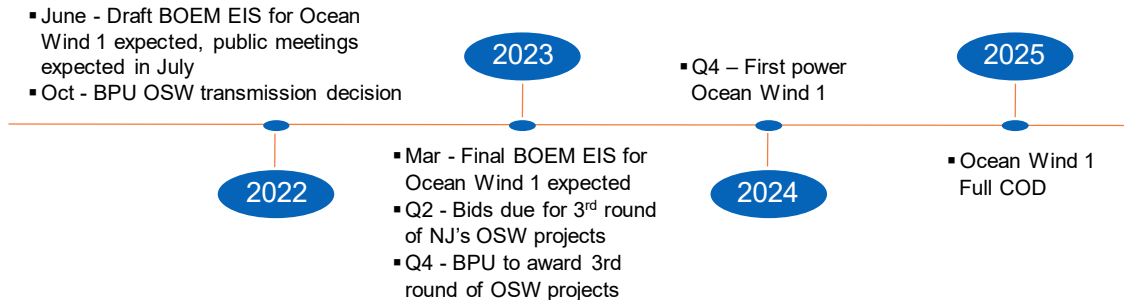 ▪ June - Draft BOEM EIS for Ocean
Wind 1 expected, public meetings
expected in July
▪ Oct - BPU OSW transmission decision
2022
2023
▪ Mar - Final BOEM EIS for
Ocean Wind 1 expected
▪ Q2 - Bids due for 3rd round
of NJ's OSW projects
▪ Q4 - BPU to award 3rd
round of OSW projects
▪ Q4 – First power
Ocean Wind 1
2024
2025
▪ Ocean Wind 1
Full COD